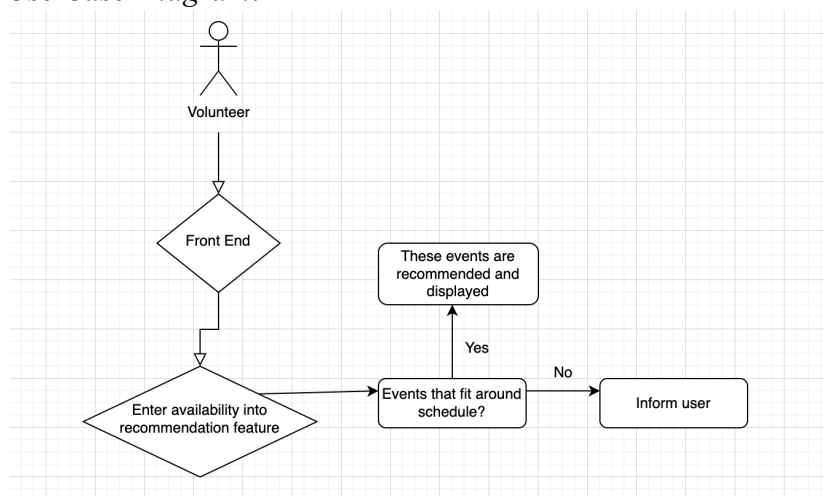 Use Case Diagram:
Volunteer
Front End
These events are
recommended and
displayed
Yes
No
Enter availability into
recommendation feature
Events that fit around
schedule?
Inform user